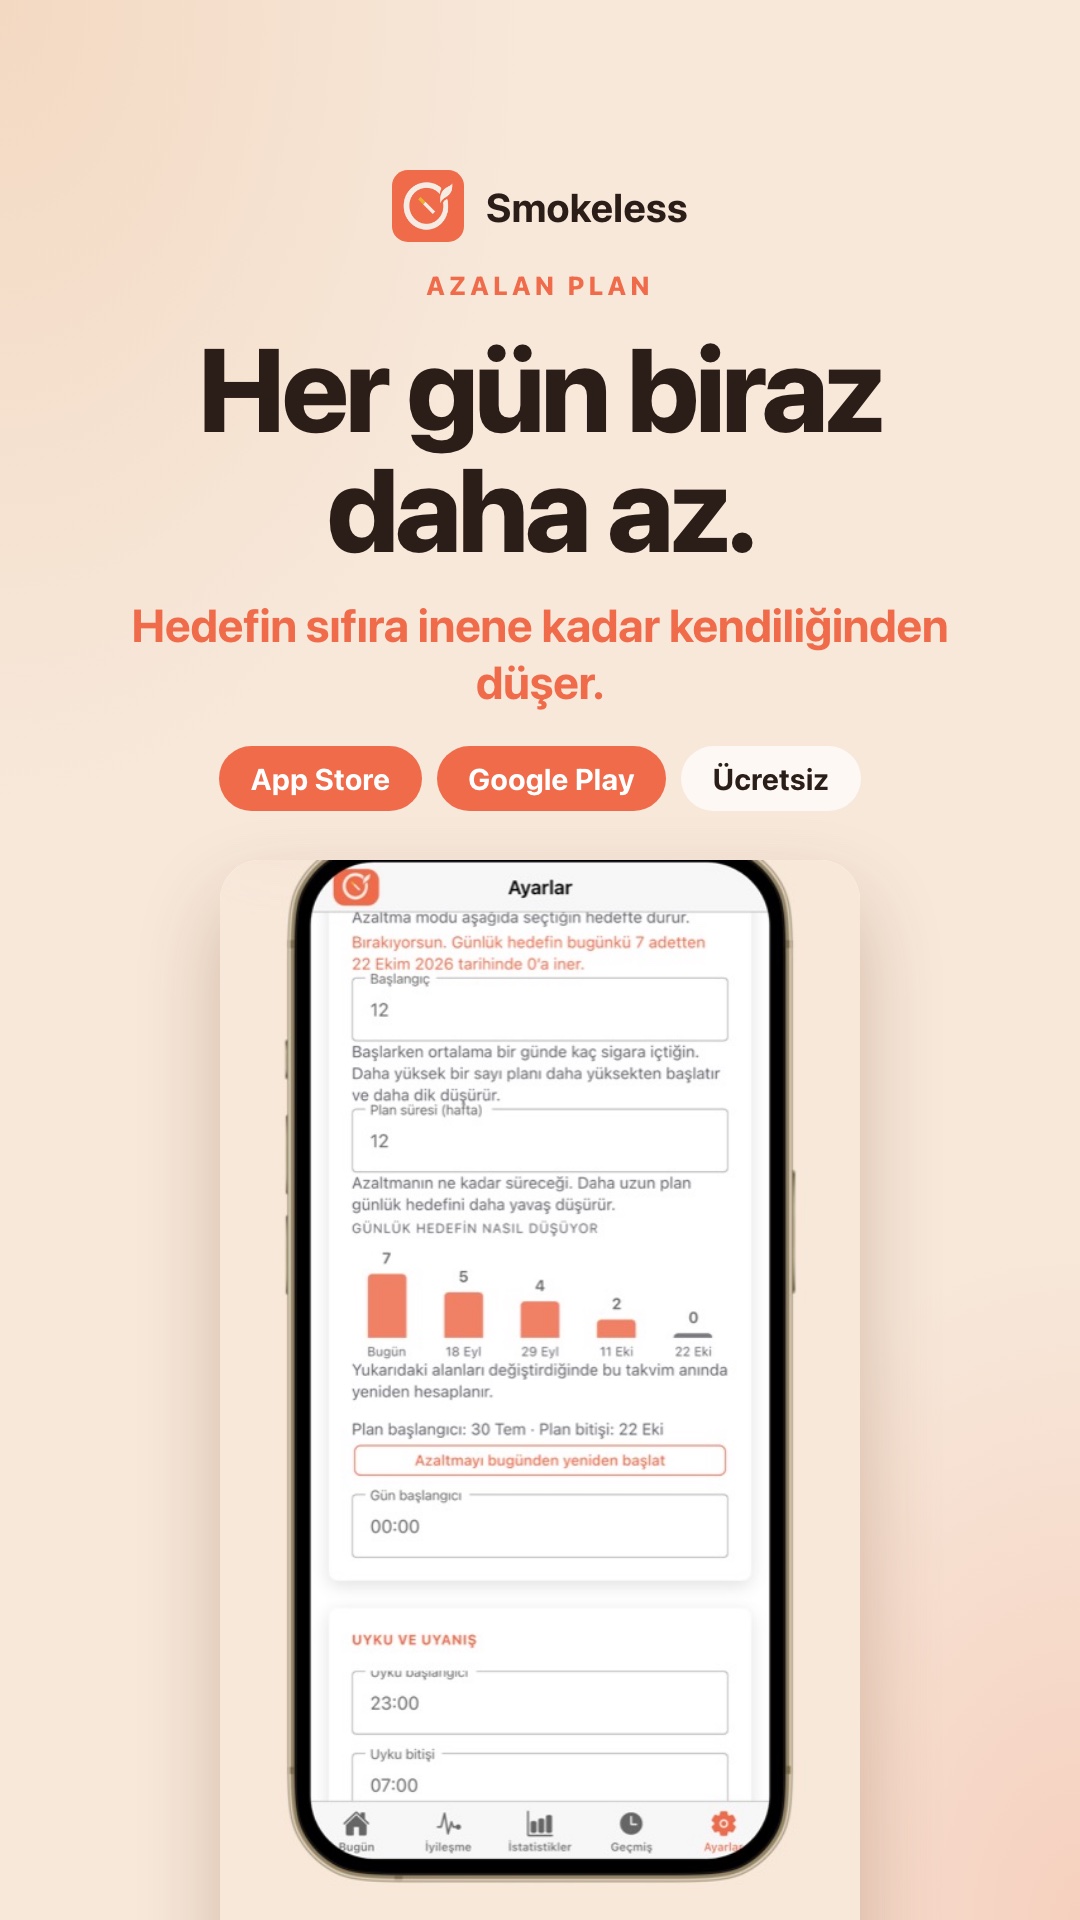 Smokeless
AZALAN PLAN
Her gün biraz
daha az.
Hedefin sıfıra inene kadar kendiliğinden
düşer.
App Store
Google Play
Ücretsiz
Ayarlar
Azaltma modu aşağıda seçtiğin hedefte durur.
Bırakıyorsun. Günlük hedefin bugünkü 7 adetten
22 Ekim 2026 tarihinde 0'a iner.
Başlangıç
12
Başlarken ortalama bir günde kaç sigara içtiğin.
Daha yüksek bir sayı planı daha yüksekten başlatır
ve daha dik düşürür.
Plan süresi (hafta)
12
Azaltmanın ne kadar süreceği. Daha uzun plan
günlük hedefini daha yavaş düşürür.
GÜNLÜK HEDEFİN NASIL DÜŞÜYOR
7 5 4 2 0
Bugün 18 Eyl 29 Eyl 11 Eki 22 Eki
Yukarıdaki alanları değiştirdiğinde bu takvim anında
yeniden hesaplanır.
Plan başlangıcı: 30 Tem · Plan bitişi: 22 Eki
Azaltmayı bugünden yeniden başlat
Gün başlangıcı
00:00
UYKU VE UYANIŞ
Uyku başlangıcı
23:00
Uyku bitişi
07:00
Bugün İyileşme İstatistikler Geçmiş Ayarlar